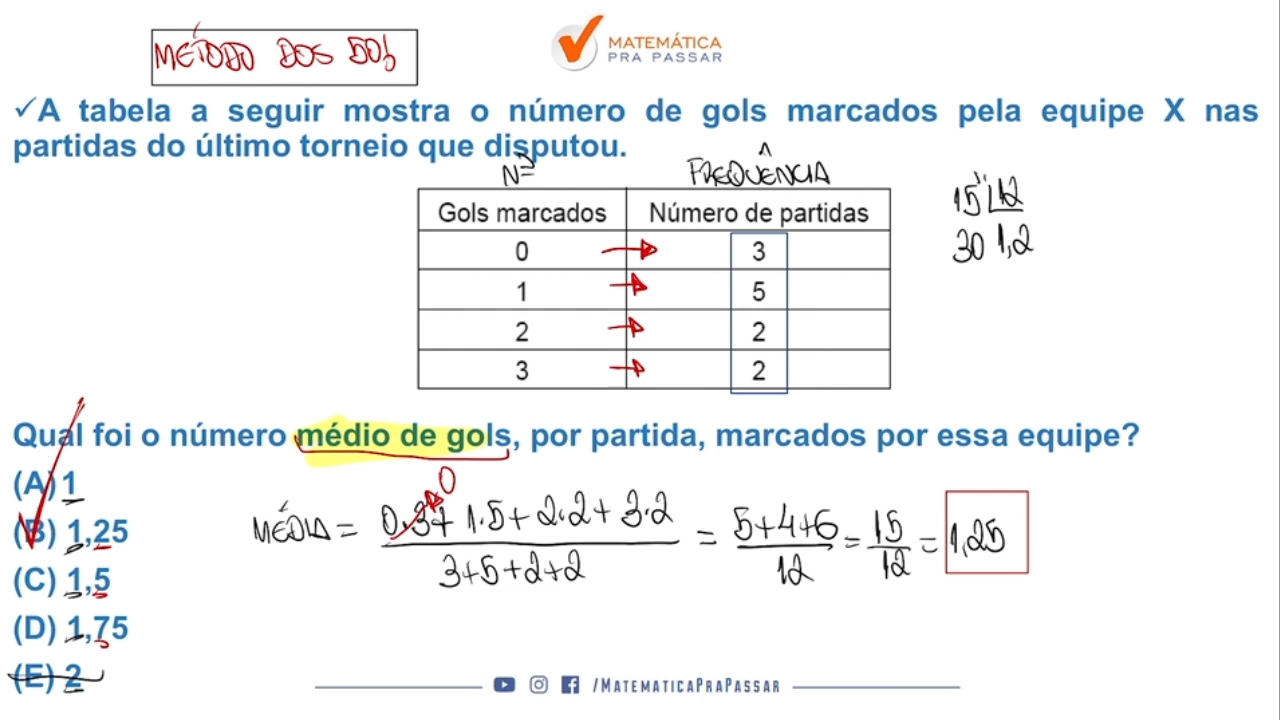 MÉTODO DOS 50%
MATEMÁTICA
PRA PASSAR
✓A tabela a seguir mostra o número de gols marcados pela equipe X nas
partidas do último torneio que disputou.
Nº FREQUÊNCIA
Gols marcados Número de partidas
0 3
1 5
2 2
3 2
15 12
30 1,2
Qual foi o número médio de gols, por partida, marcados por essa equipe?
(A) 1
(B) 1,25
(C) 1,5
(D) 1,75
(E) 2
0
MÉDIA = 0.3+1.5+2.2+3.2 = 5+4+6 = 15 = 1,25
3+5+2+2 12 12
/MATEMATICAPRAPASSAR